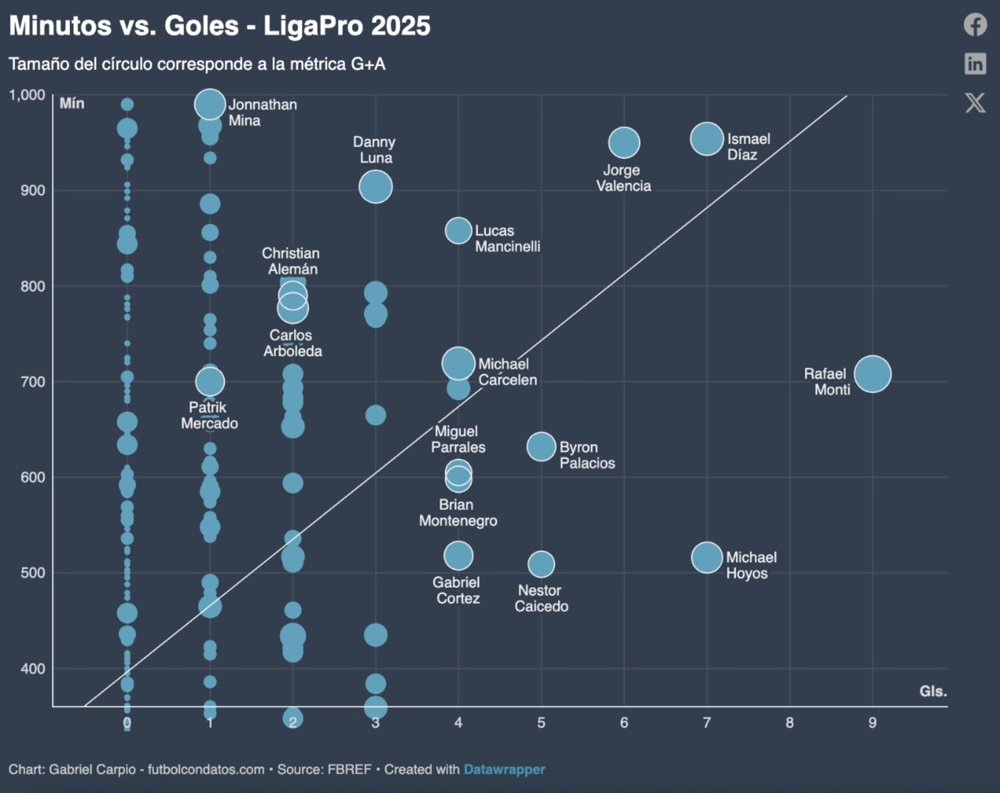 Minutos vs. Goles - LigaPro 2025
Tamaño del círculo corresponde a la métrica G+A
1,000
Mín
Jonnathan
Mina
Danny
Luna
Ismael
Díaz
Jorge
Valencia
900
Lucas
Mancinelli
Christian
Alemán
800
Carlos
Arboleda
Michael
Carcelen
Rafael
Monti
700
Patrik
Mercado
Miguel
Parrales
Byron
Palacios
600
Brian
Montenegro
Michael
Hoyos
500
Gabriel
Cortez
Nestor
Caicedo
400
Gls.
0 1 2 3 4 5 6 7 8 9
Chart: Gabriel Carpio - futbolcondatos.com • Source: FBREF • Created with Datawrapper
in